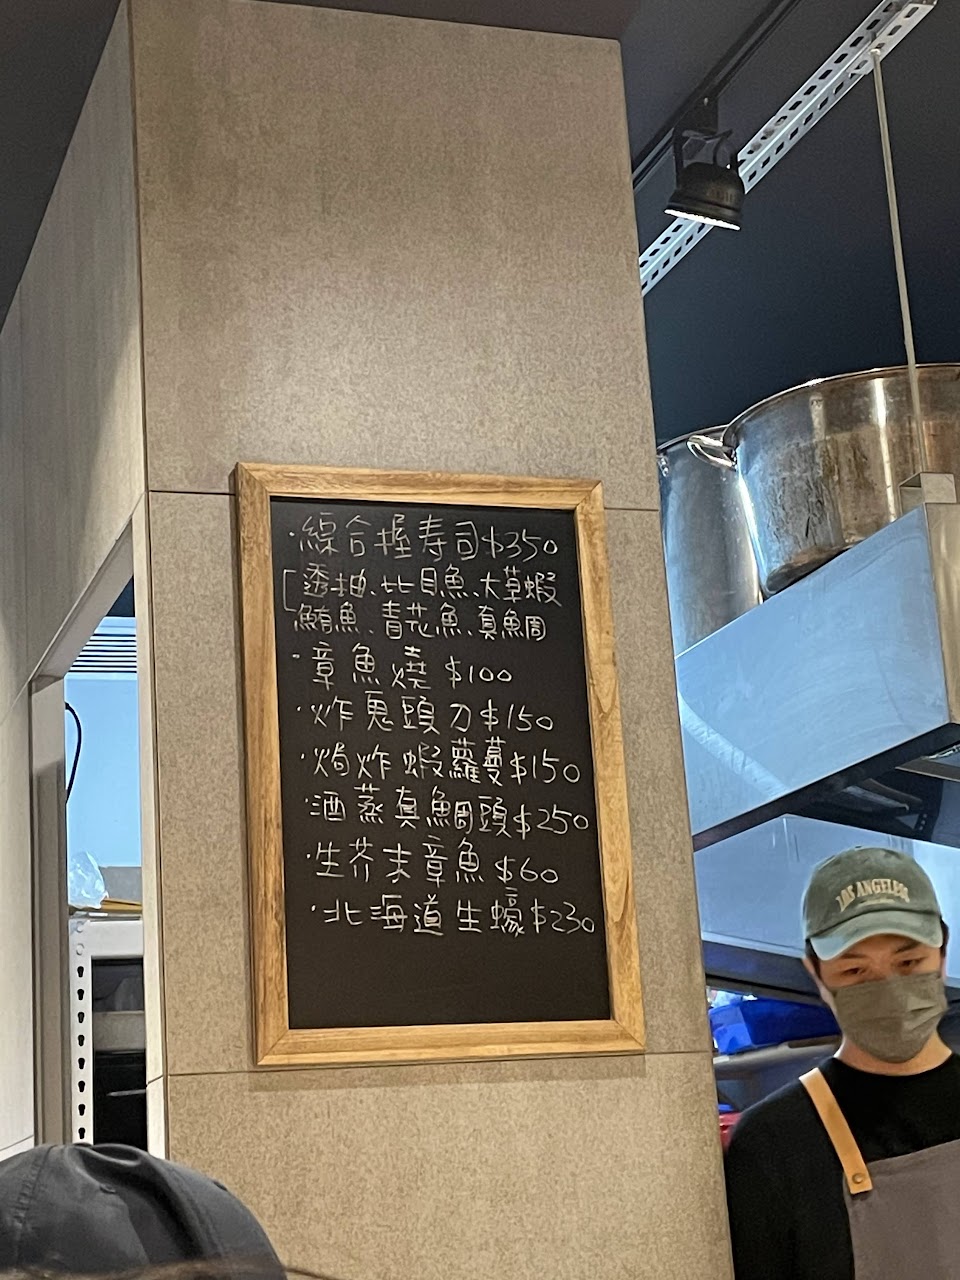 ·綜合握寿司$350
[透抽、比目魚、大草蝦
鮪魚、青花魚、真鯛
·章魚燒 $100
·炸鬼頭刀$150
·焗炸蝦蘿蔓$150
·酒蒸真鯛頭$250
·生芥末章魚$60
·北海道生蠔$230
LOS ANGELES